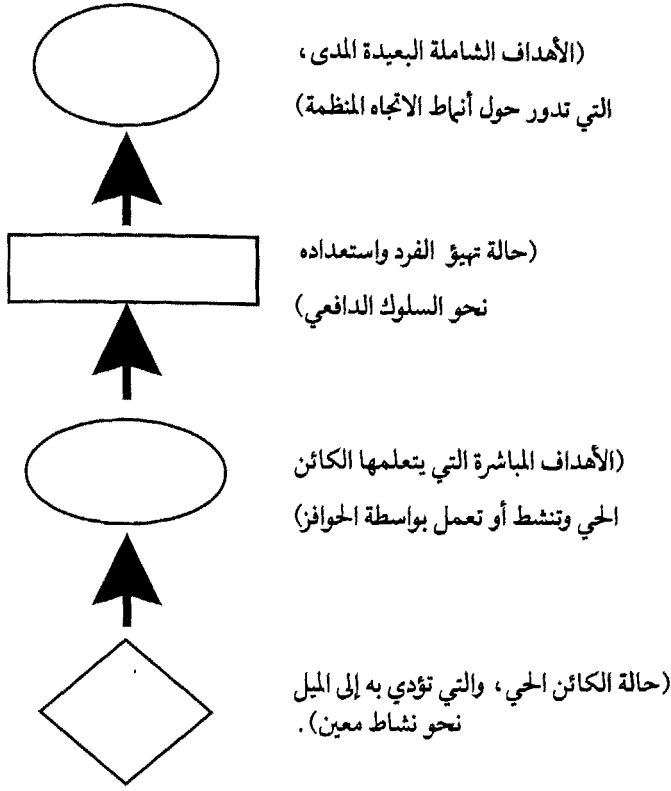 (الأهداف الشاملة البعيدة المدى،
التي تدور حول أنماط الاتجاه المنظمة)
(حالة تهيؤ الفرد واستعداده
نحو السلوك الدافعي)
(الأهداف المباشرة التي يتعلمها الكائن
الحي وتنشط أو تعمل بواسطة الحوافز)
(حالة الكائن الحي، والتي تؤدي به إلى الميل
نحو نشاط معين).